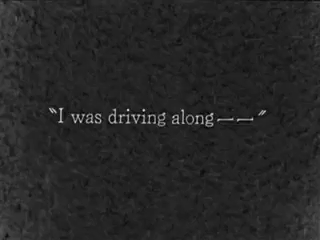 "I was driving along — —"